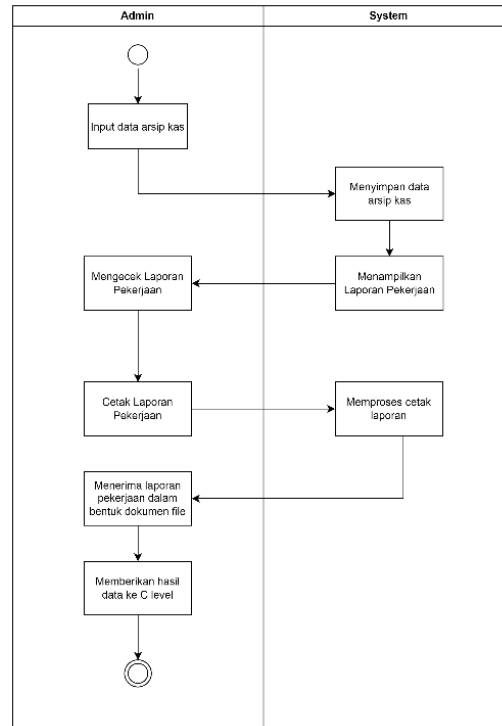 Admin
System
Input data arsip kas
Menyimpan data
arsip kas
Mengecek Laporan
Pekerjaan
Menampilkan
Laporan Pekerjaan
Cetak Laporan
Pekerjaan
Memproses cetak
laporan
Menerima laporan
pekerjaan dalam
bentuk dokumen file
Memberikan hasil
data ke C level